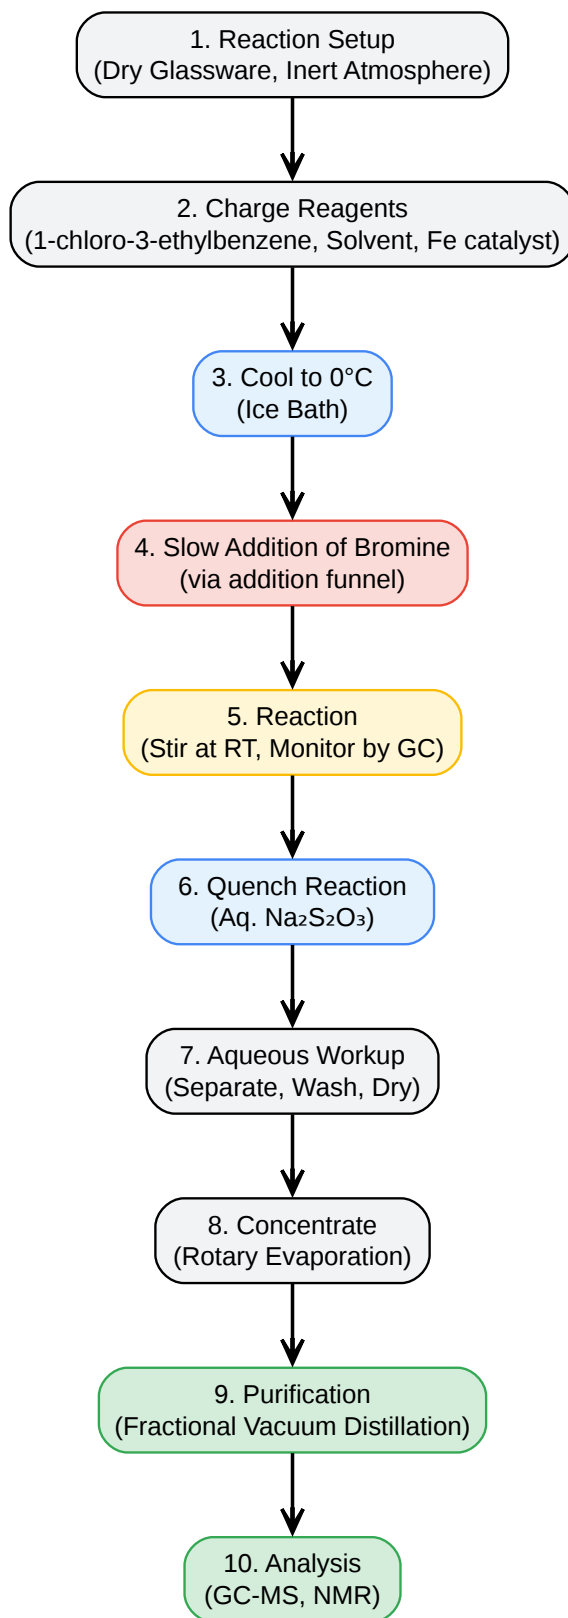 1. Reaction Setup
(Dry Glassware, Inert Atmosphere)
2. Charge Reagents
(1-chloro-3-ethylbenzene, Solvent, Fe catalyst)
3. Cool to 0°C
(Ice Bath)
4. Slow Addition of Bromine
(via addition funnel)
5. Reaction
(Stir at RT, Monitor by GC)
6. Quench Reaction
(Aq. Na₂S₂O₃)
7. Aqueous Workup
(Separate, Wash, Dry)
8. Concentrate
(Rotary Evaporation)
9. Purification
(Fractional Vacuum Distillation)
10. Analysis
(GC-MS, NMR)